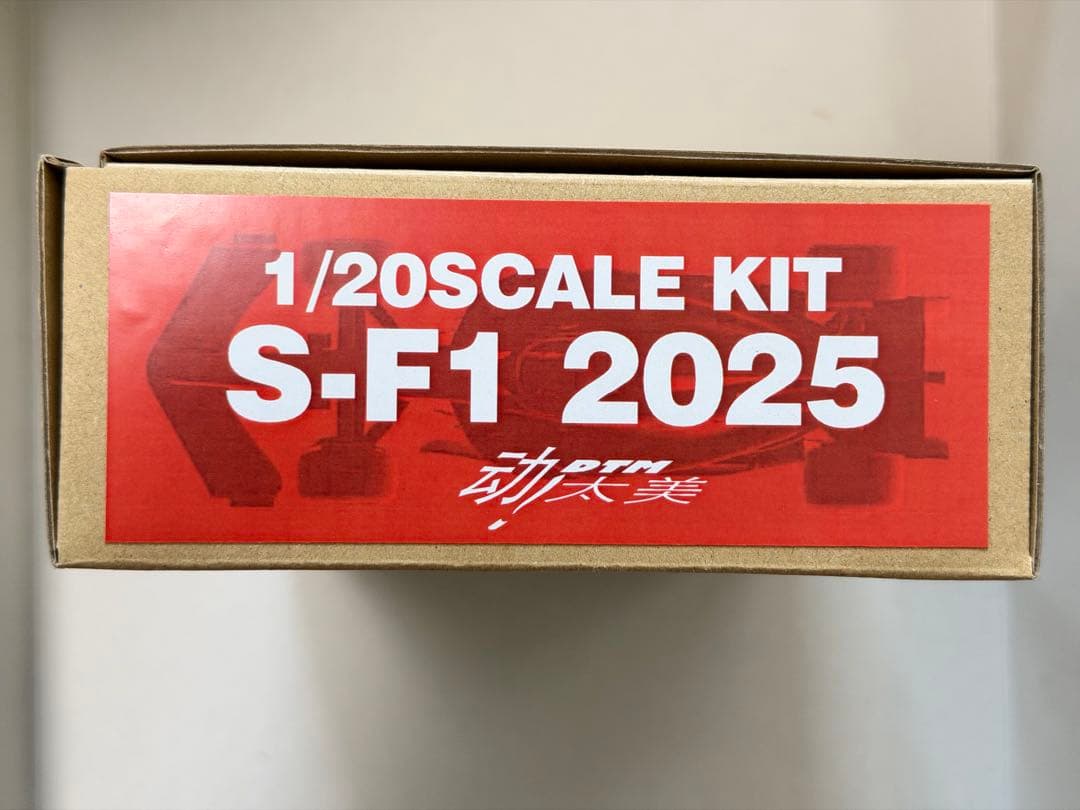 1/20SCALE KIT
S-F1 2025
DTM
动太美